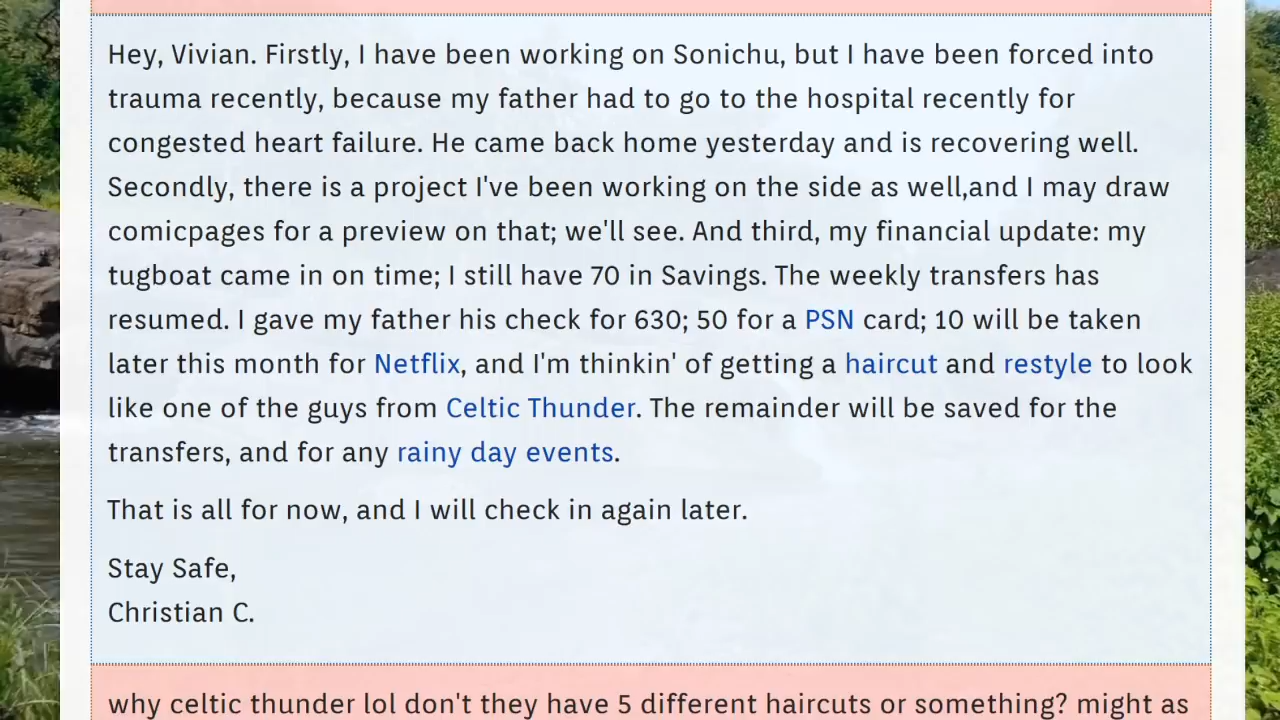 Hey, Vivian. Firstly, I have been working on Sonichu, but I have been forced into
trauma recently, because my father had to go to the hospital recently for
congested heart failure. He came back home yesterday and is recovering well.
Secondly, there is a project I've been working on the side as well,and I may draw
comicpages for a preview on that; we'll see. And third, my financial update: my
tugboat came in on time; I still have 70 in Savings. The weekly transfers has
resumed. I gave my father his check for 630; 50 for a PSN card; 10 will be taken
later this month for Netflix, and I'm thinkin' of getting a haircut and restyle to look
like one of the guys from Celtic Thunder. The remainder will be saved for the
transfers, and for any rainy day events.
That is all for now, and I will check in again later.
Stay Safe,
Christian C.
why celtic thunder lol don't they have 5 different haircuts or something? might as